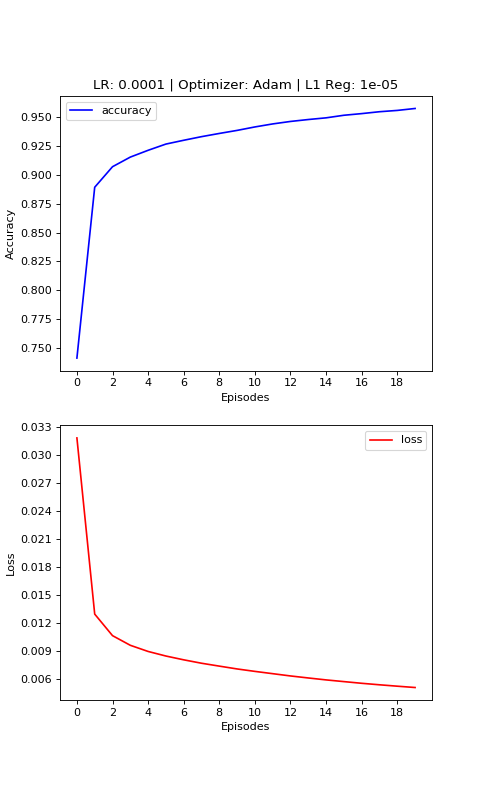 LR: 0.0001 | Optimizer: Adam | L1 Reg: 1e-05
accuracy
0.950
0.925
0.900
0.875
0.850
0.825
0.800
0.775
0.750
Accuracy
0 2 4 6 8 10 12 14 16 18
Episodes
loss
0.033
0.030
0.027
0.024
0.021
0.018
0.015
0.012
0.009
0.006
Loss
0 2 4 6 8 10 12 14 16 18
Episodes